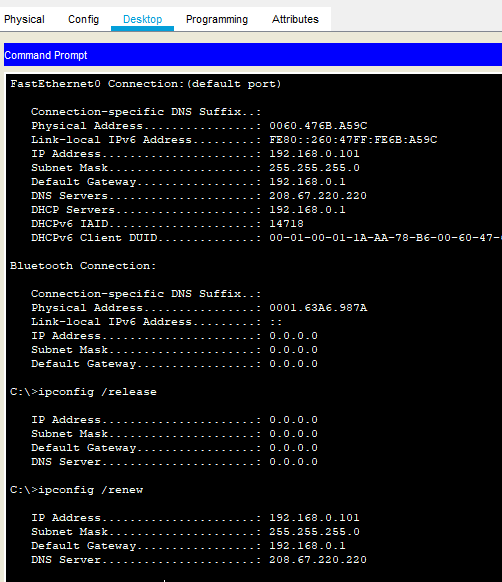 Physical Config Desktop Programming Attributes
Command Prompt
FastEthernet0 Connection:(default port)
Connection-specific DNS Suffix..:
Physical Address................: 0060.476B.A59C
Link-local IPv6 Address.........: FE80::260:47FF:FE6B:A59C
IP Address......................: 192.168.0.101
Subnet Mask.....................: 255.255.255.0
Default Gateway.................: 192.168.0.1
DNS Servers.....................: 208.67.220.220
DHCP Servers....................: 192.168.0.1
DHCPv6 IAID.....................: 14718
DHCPv6 Client DUID..............: 00-01-00-01-1A-AA-78-B6-00-60-47-
Bluetooth Connection:
Connection-specific DNS Suffix..:
Physical Address................: 0001.63A6.987A
Link-local IPv6 Address.........: ::
IP Address......................: 0.0.0.0
Subnet Mask.....................: 0.0.0.0
Default Gateway.................: 0.0.0.0
C:\>ipconfig /release
IP Address......................: 0.0.0.0
Subnet Mask.....................: 0.0.0.0
Default Gateway.................: 0.0.0.0
DNS Server......................: 0.0.0.0
C:\>ipconfig /renew
IP Address......................: 192.168.0.101
Subnet Mask.....................: 255.255.255.0
Default Gateway.................: 192.168.0.1
DNS Server......................: 208.67.220.220